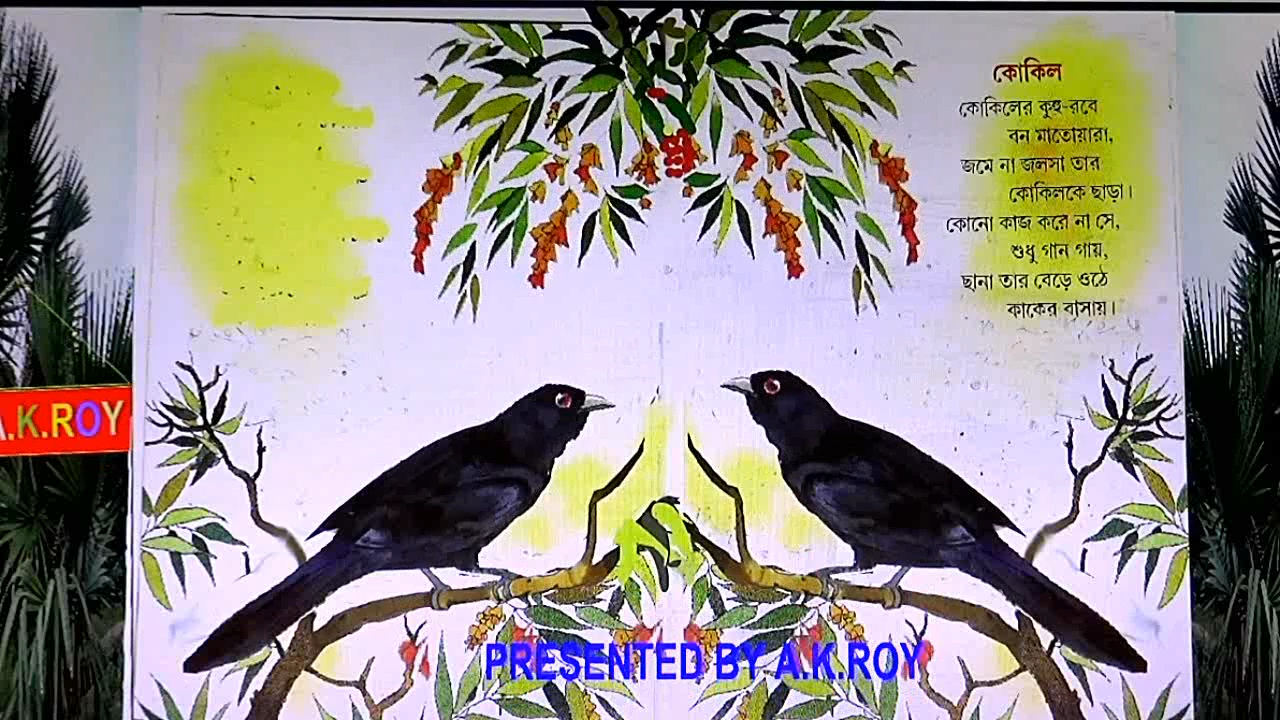 কোকিল
কোকিলের কুহু-রবে
বন মাতোয়ারা,
জমে না জলসা তার
কোকিলকে ছাড়া।
কোনো কাজ করে না সে,
শুধু গান গায়,
ছানা তার বেড়ে ওঠে
কাকের বাসায়।
A.K.ROY
PRESENTED BY A.K.ROY